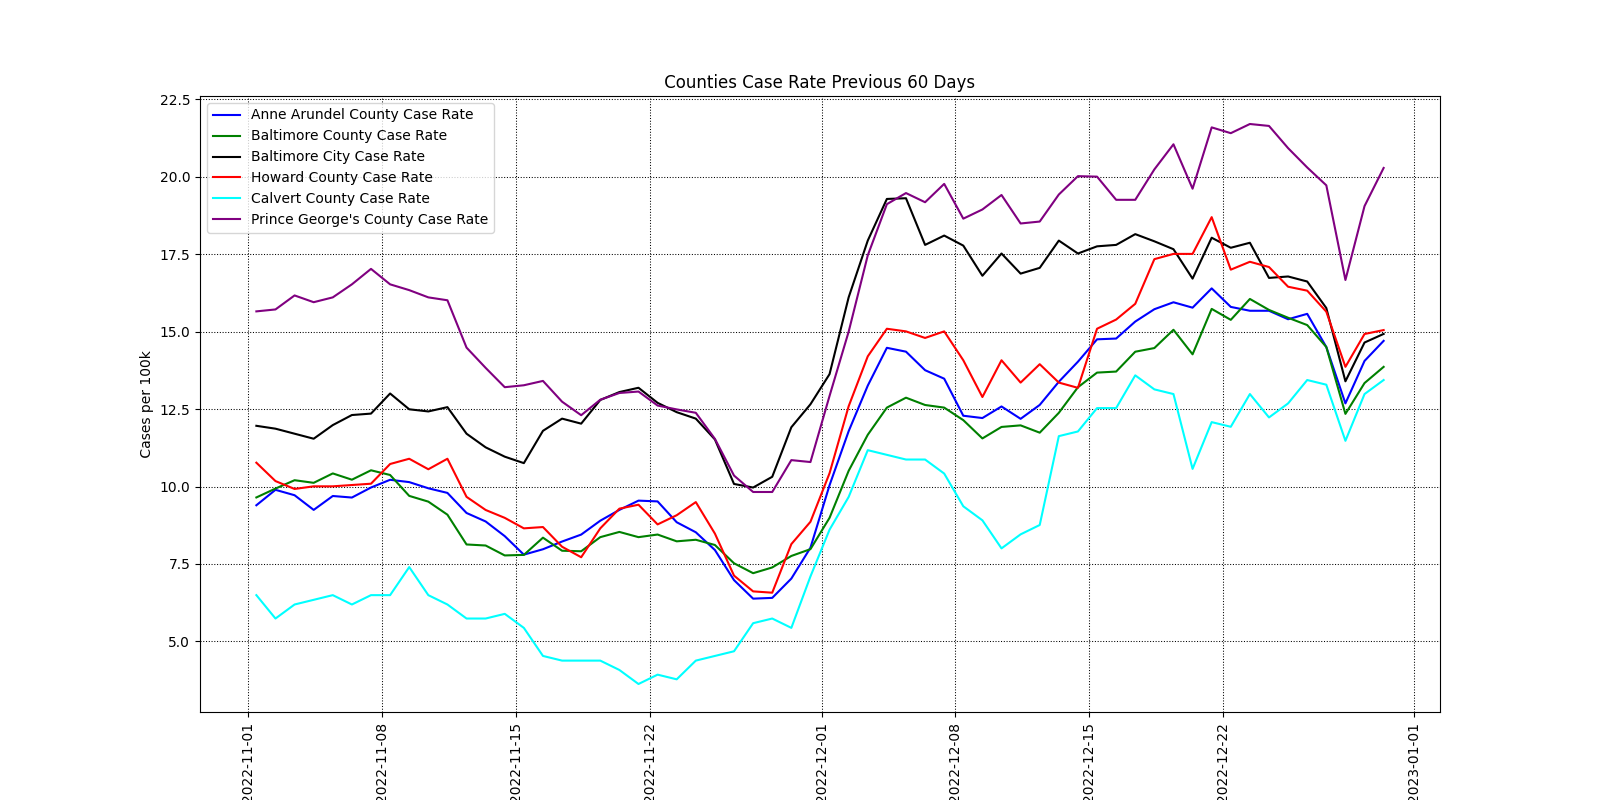 Counties Case Rate Previous 60 Days
22.5
20.0
17.5
15.0
12.5
10.0
7.5
5.0
Cases per 100k
Anne Arundel County Case Rate
Baltimore County Case Rate
Baltimore City Case Rate
Howard County Case Rate
Calvert County Case Rate
Prince George's County Case Rate
2022-11-01
2022-11-08
2022-11-15
2022-11-22
2022-12-01
2022-12-08
2022-12-15
2022-12-22
2023-01-01